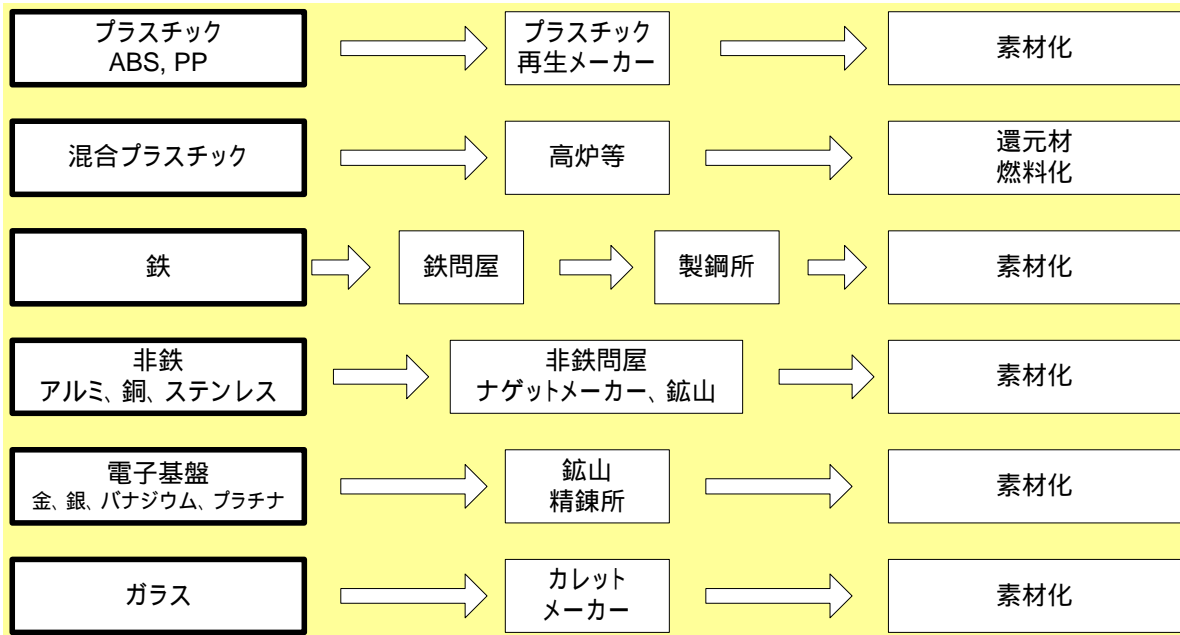 プラスチック
ABS, PP
プラスチック
再生メーカー
素材化
混合プラスチック
高炉等
還元材
燃料化
鉄
鉄問屋
製鋼所
素材化
非鉄
アルミ、銅、ステンレス
非鉄問屋
ナゲットメーカー、鉱山
素材化
電子基盤
金、銀、バナジウム、プラチナ
鉱山
精錬所
素材化
ガラス
カレット
メーカー
素材化